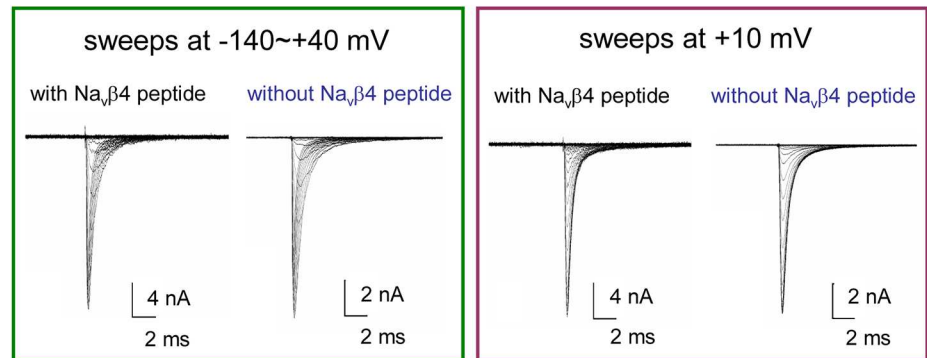 sweeps at -140~+40 mV
with Naᵥβ4 peptide
without Naᵥβ4 peptide
4 nA
2 ms
2 nA
2 ms
sweeps at +10 mV
with Naᵥβ4 peptide
without Naᵥβ4 peptide
4 nA
2 ms
2 nA
2 ms